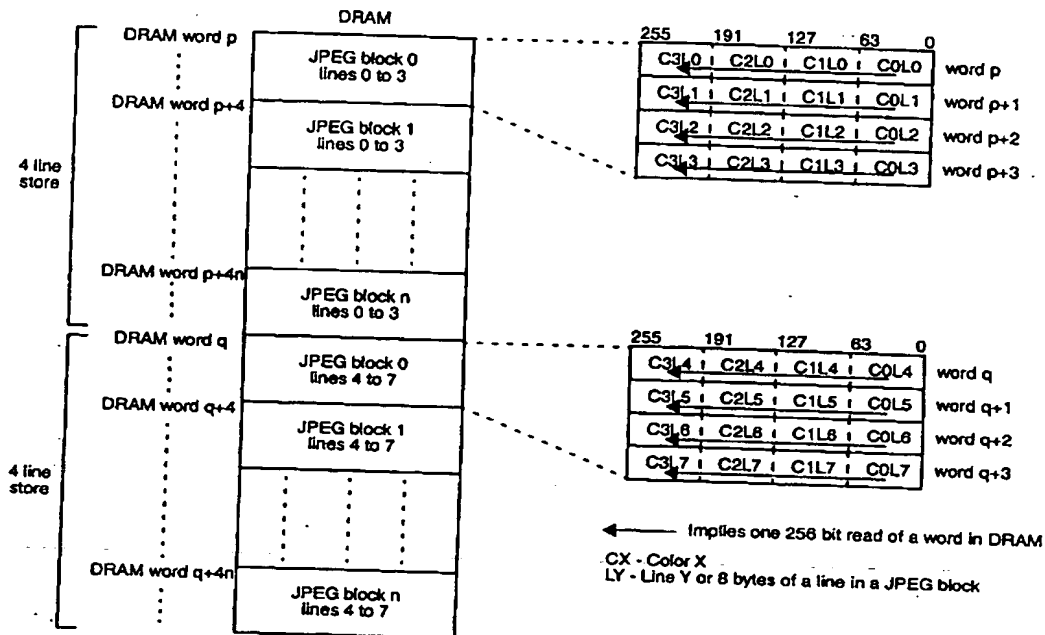 DRAM
DRAM word p
JPEG block 0
lines 0 to 3
DRAM word p+4
JPEG block 1
lines 0 to 3
4 line
store
DRAM word p+4n
JPEG block n
lines 0 to 3
DRAM word q
JPEG block 0
lines 4 to 7
DRAM word q+4
JPEG block 1
lines 4 to 7
4 line
store
DRAM word q+4n
JPEG block n
lines 4 to 7
255 191 127 63 0
C3L0 C2L0 C1L0 C0L0 word p
C3L1 C2L1 C1L1 C0L1 word p+1
C3L2 C2L2 C1L2 C0L2 word p+2
C3L3 C2L3 C1L3 C0L3 word p+3
255 191 127 63 0
C3L4 C2L4 C1L4 C0L4 word q
C3L5 C2L5 C1L5 C0L5 word q+1
C3L6 C2L6 C1L6 C0L6 word q+2
C3L7 C2L7 C1L7 C0L7 word q+3
Implies one 256 bit read of a word in DRAM
CX - Color X
LY - Line Y or 8 bytes of a line in a JPEG block